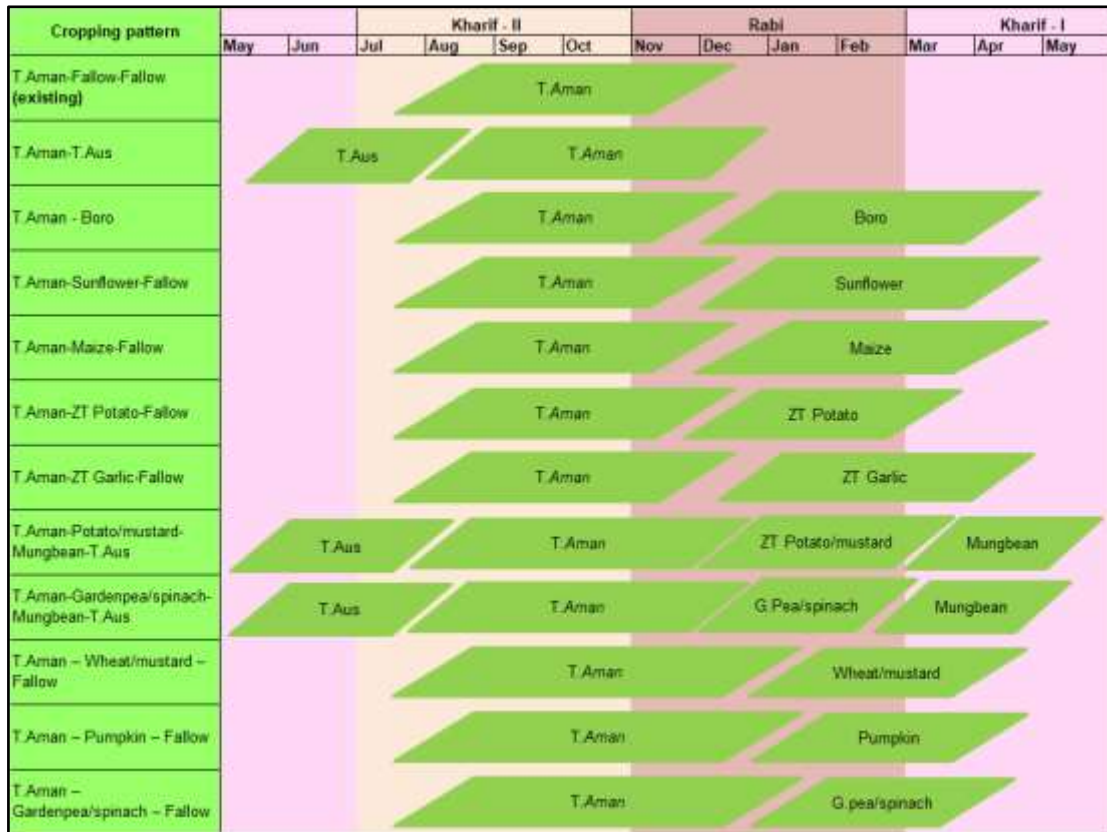 Cropping pattern
Kharif - II
Rabi
Kharif - I
May Jun Jul Aug Sep Oct Nov Dec Jan Feb Mar Apr May
T.Aman-Fallow-Fallow
(existing)
T.Aman
T.Aman-T.Aus
T.Aus
T.Aman
T.Aman - Boro
T.Aman
Boro
T.Aman-Sunflower-Fallow
T.Aman
Sunflower
T.Aman-Maize-Fallow
T.Aman
Maize
T.Aman-ZT Potato-Fallow
T.Aman
ZT Potato
T.Aman-ZT Garlic-Fallow
T.Aman
ZT Garlic
T.Aman-Potato/mustard-
Mungbean-T.Aus
T.Aus
T.Aman
ZT Potato/mustard
Mungbean
T.Aman-Gardenpea/spinach-
Mungbean-T.Aus
T.Aus
T.Aman
G.Pea/spinach
Mungbean
T.Aman – Wheat/mustard –
Fallow
T.Aman
Wheat/mustard
T.Aman – Pumpkin – Fallow
T.Aman
Pumpkin
T.Aman –
Gardenpea/spinach – Fallow
T.Aman
G.pea/spinach